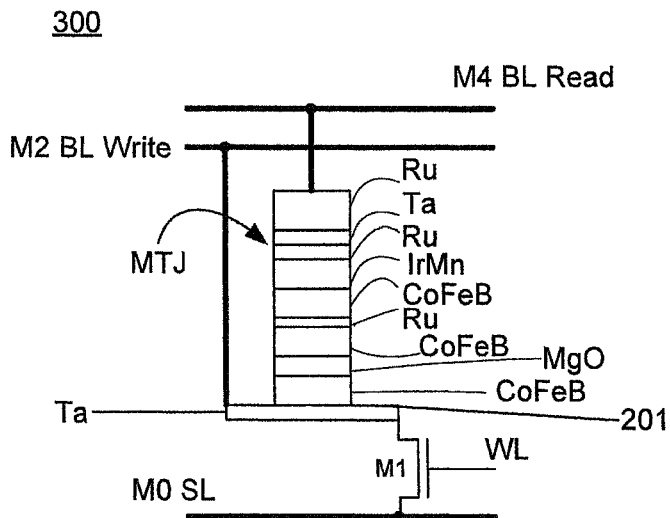 300
M4 BL Read
M2 BL Write
Ru
Ta
Ru
MTJ
IrMn
CoFeB
Ru
CoFeB
MgO
CoFeB
Ta
201
M1
WL
M0 SL